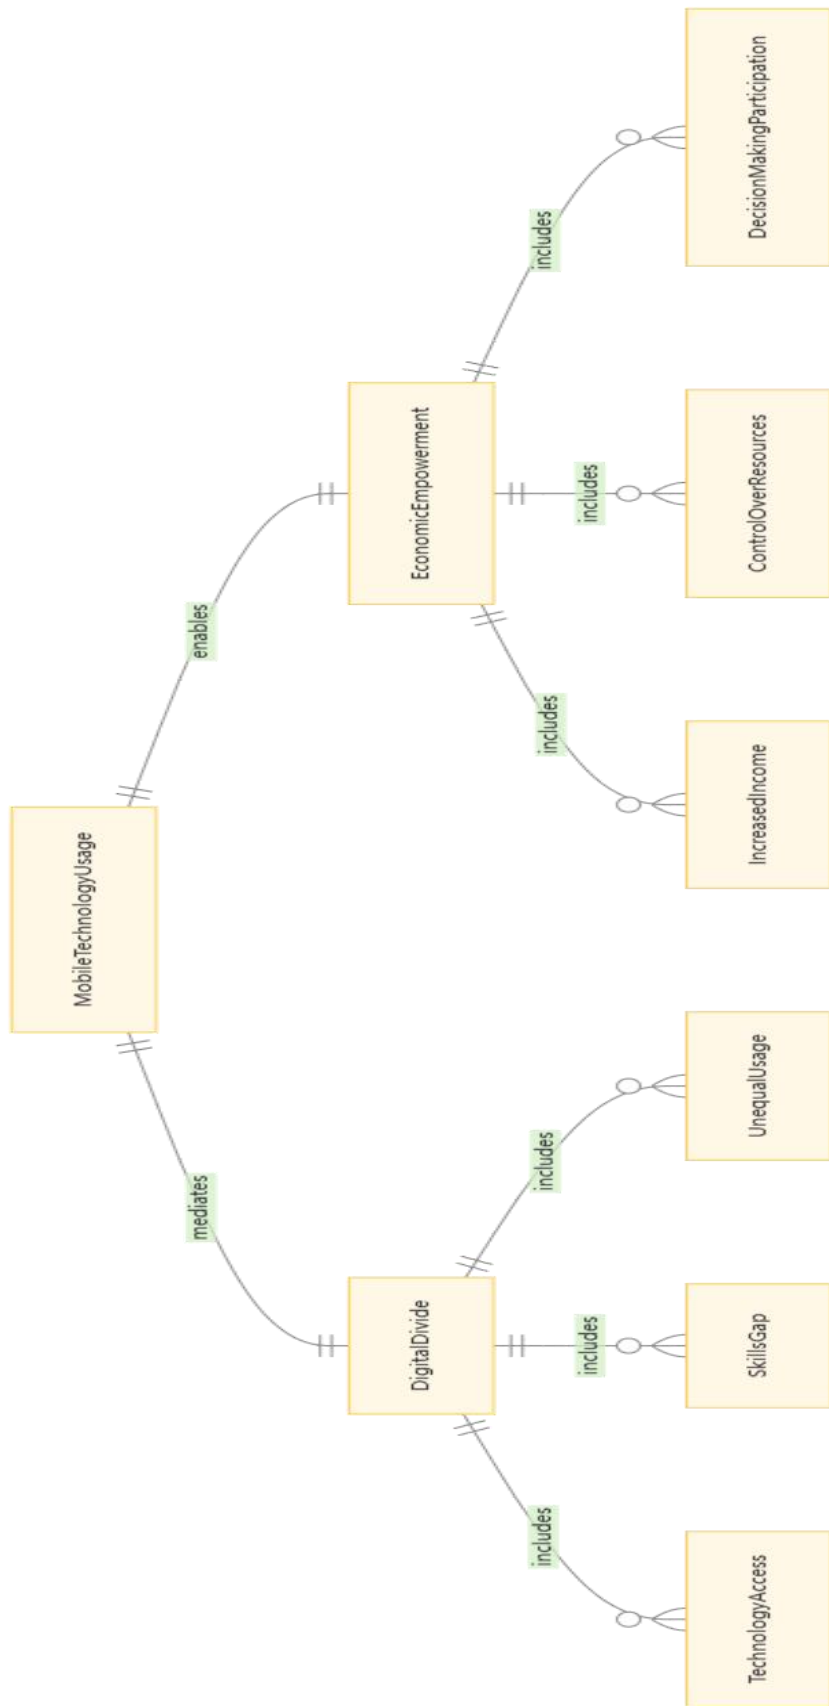 MobileTechnologyUsage
mediates
enables
DigitalDivide
EconomicEmpowerment
includes
includes
includes
includes
includes
includes
TechnologyAccess
SkillsGap
UnequalUsage
IncreasedIncome
ControlOverResources
DecisionMakingParticipation